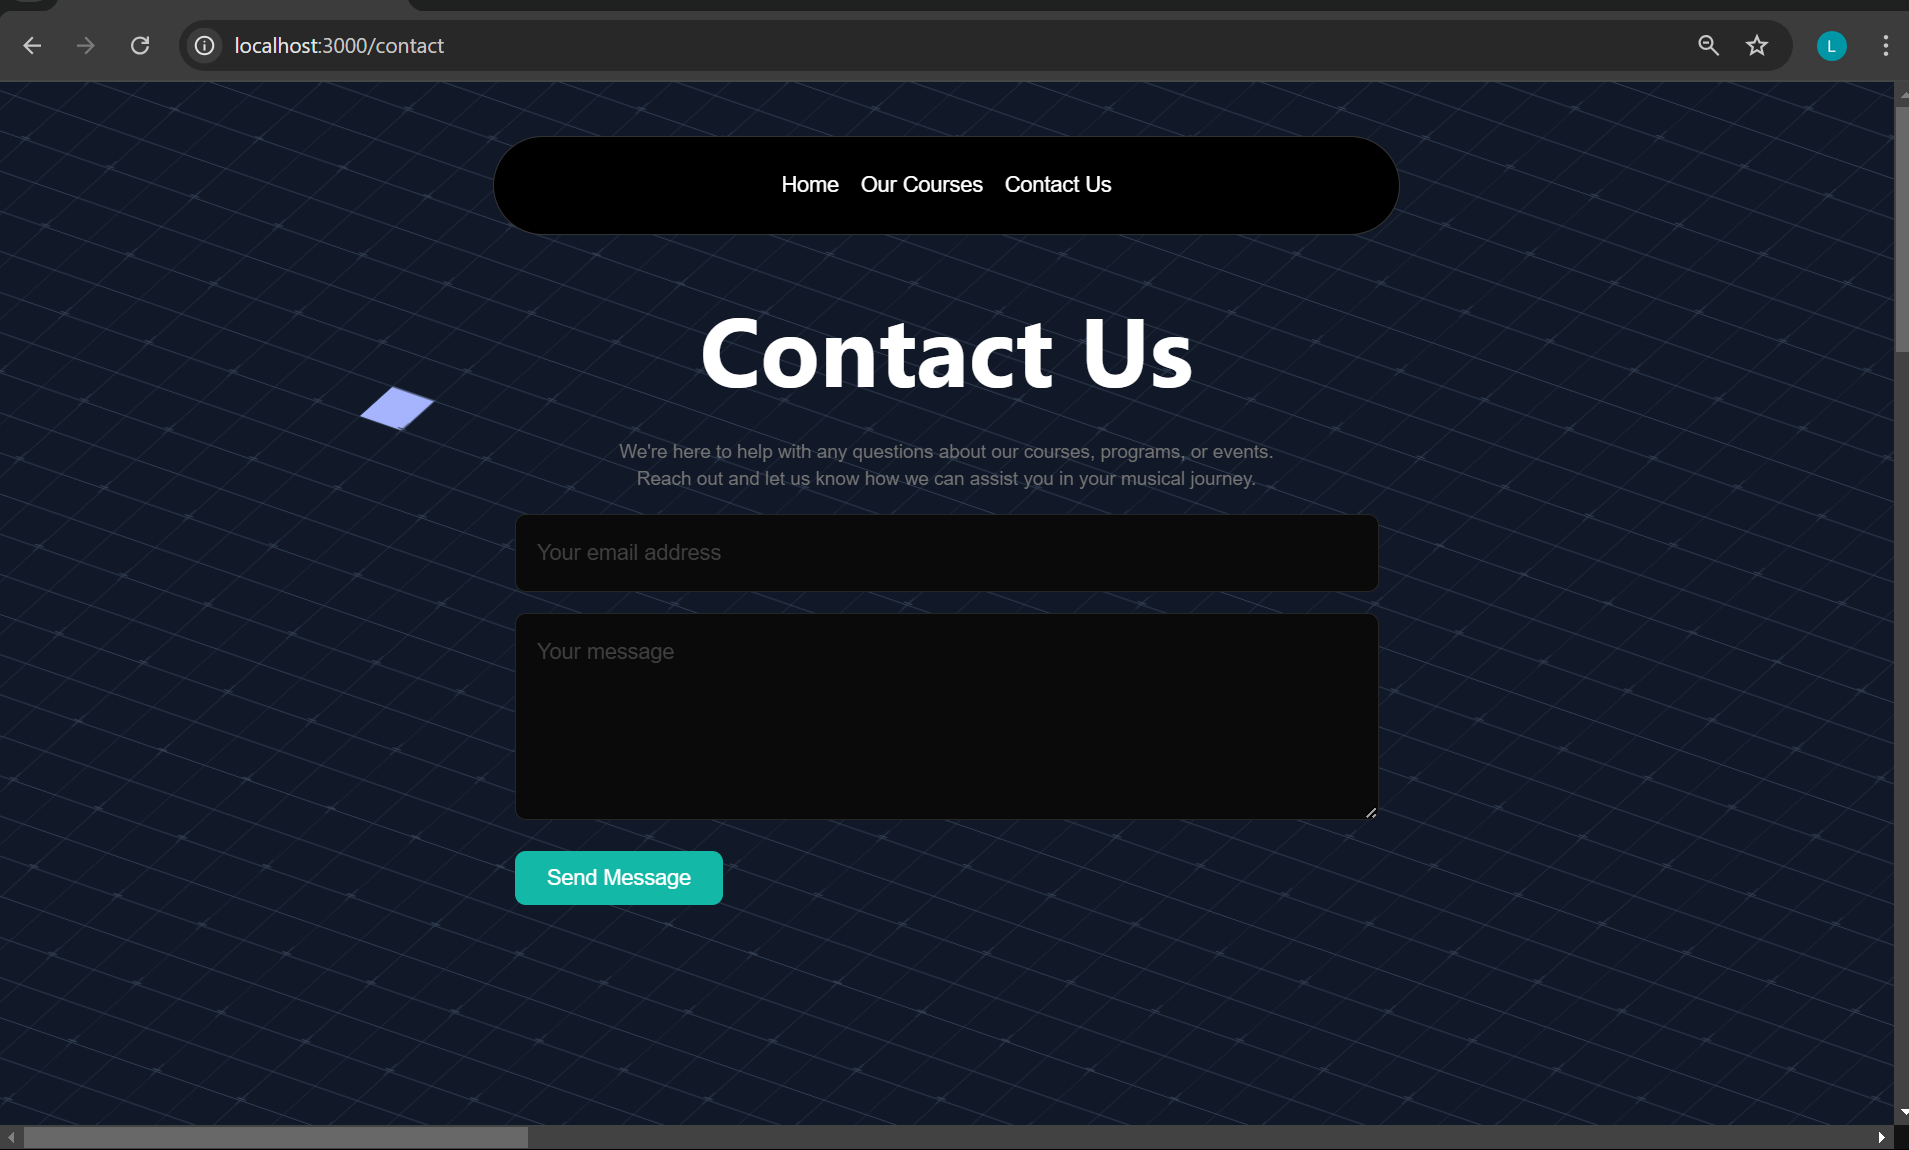 localhost:3000/contact
L
Home Our Courses Contact Us
Contact Us
We're here to help with any questions about our courses, programs, or events.
Reach out and let us know how we can assist you in your musical journey.
Your email address
Your message
Send Message